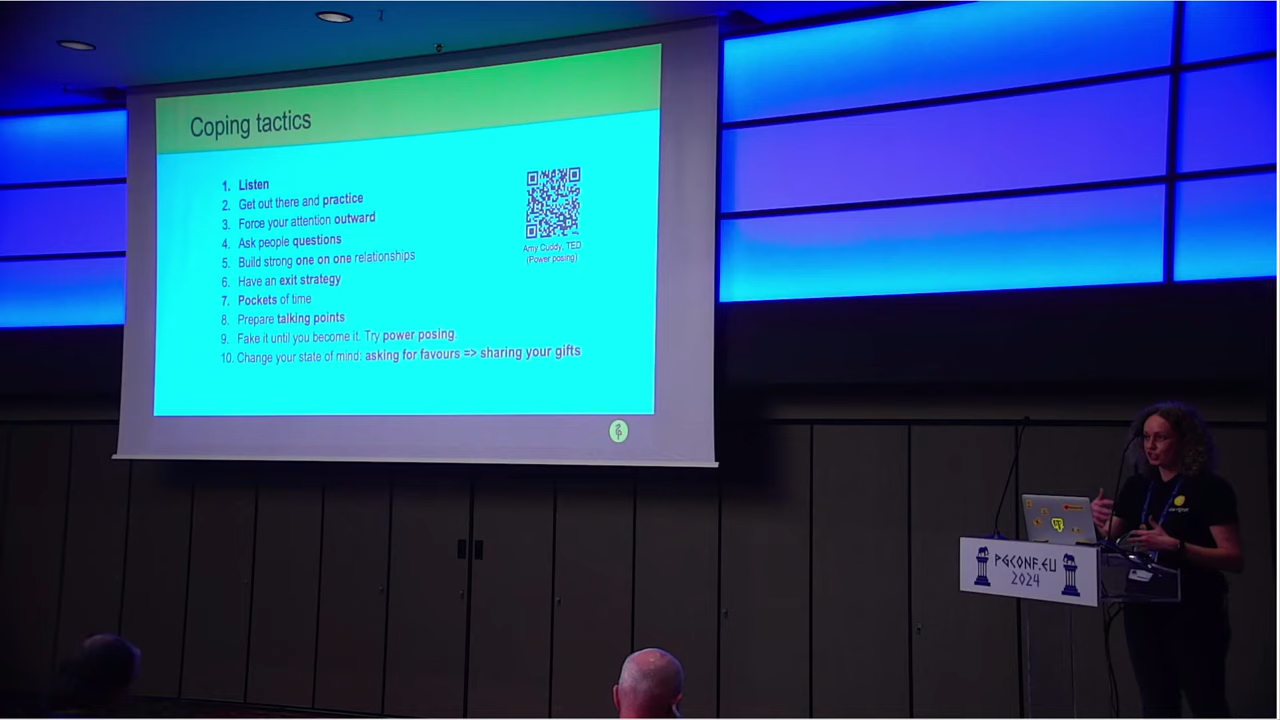 Coping tactics
1. Listen
2. Get out there and practice
3. Force your attention outward
4. Ask people questions
5. Build strong one on one relationships
6. Have an exit strategy
7. Pockets of time
8. Prepare talking points
9. Fake it until you become it. Try power posing.
10. Change your state of mind: asking for favours => sharing your gifts
Amy Cuddy, TED
(Power posing)
PGCONF.EU
2024